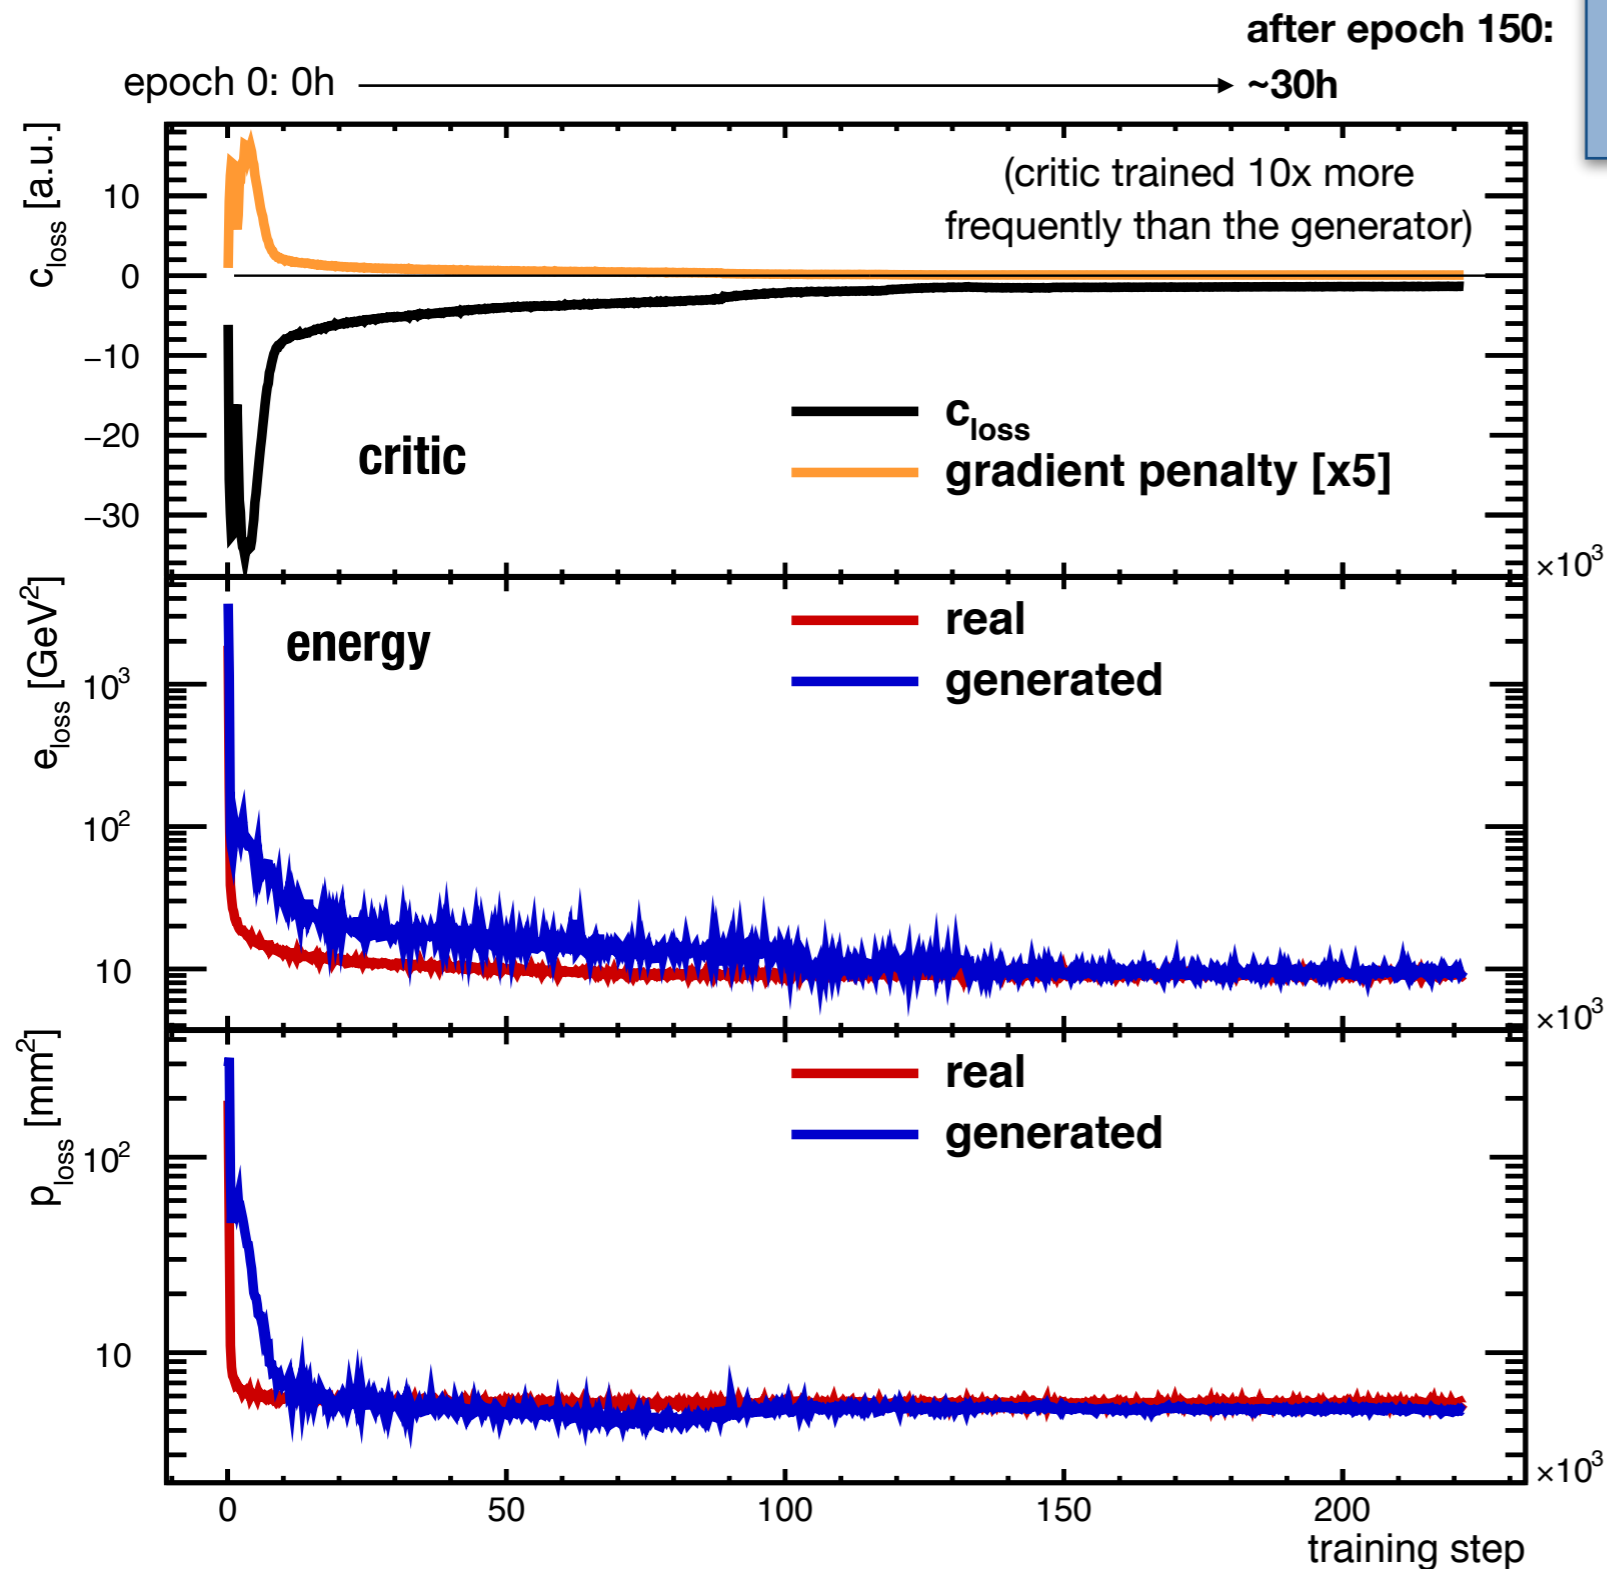 after epoch 150:
epoch 0: 0h
~30h
c_loss [a.u.]
10
0
−10
−20
−30
(critic trained 10x more
frequently than the generator)
critic
c_loss
gradient penalty [x5]
×10³
e_loss [GeV²]
10³
10²
10
energy
real
generated
×10³
p_loss [mm²]
10²
10
real
generated
×10³
0 50 100 150 200
training step